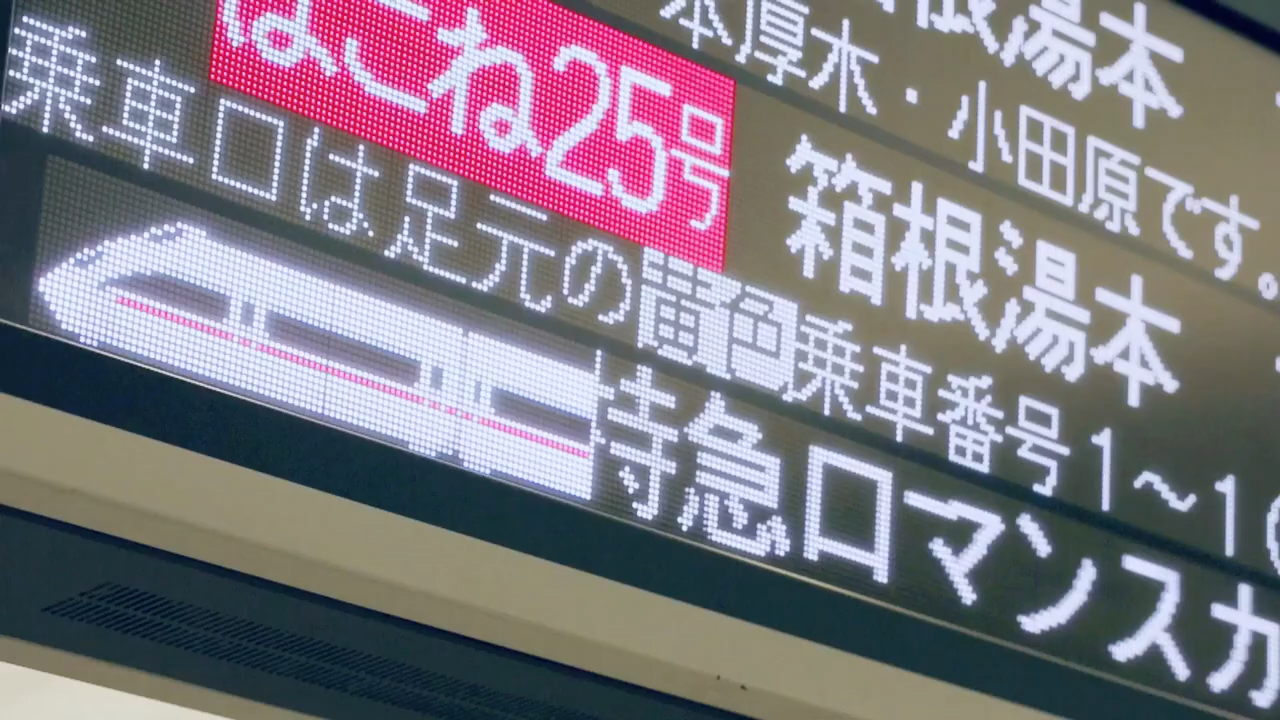 箱根湯本
本厚木・小田原です。
はこね25号 箱根湯本
乗車口は足元の黄色乗車番号1～1
特急ロマンスカ